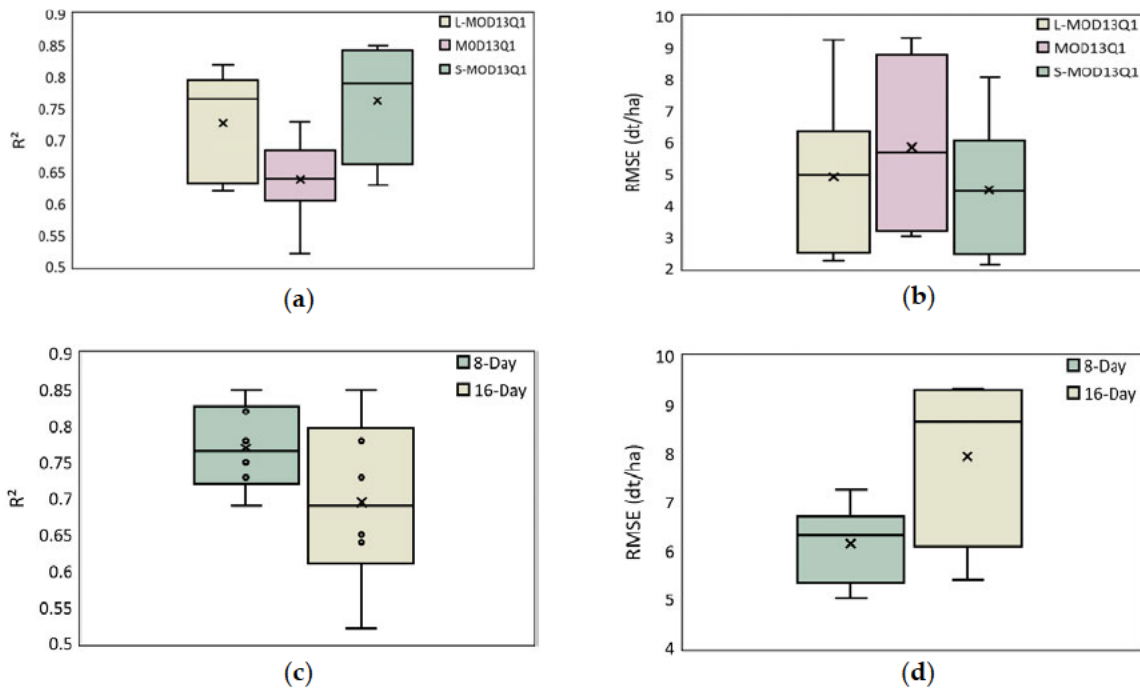 0.9
0.85
0.8
0.75
0.7
0.65
0.6
0.55
0.5
R²
L-MOD13Q1
M0D13Q1
S-MOD13Q1
(a)
10
9
8
7
6
5
4
3
2
RMSE (dt/ha)
L-MOD13Q1
MOD13Q1
S-MOD13Q1
(b)
0.9
0.85
0.8
0.75
0.7
0.65
0.6
0.55
0.5
R²
8-Day
16-Day
(c)
10
9
8
7
6
5
4
RMSE (dt/ha)
8-Day
16-Day
(d)